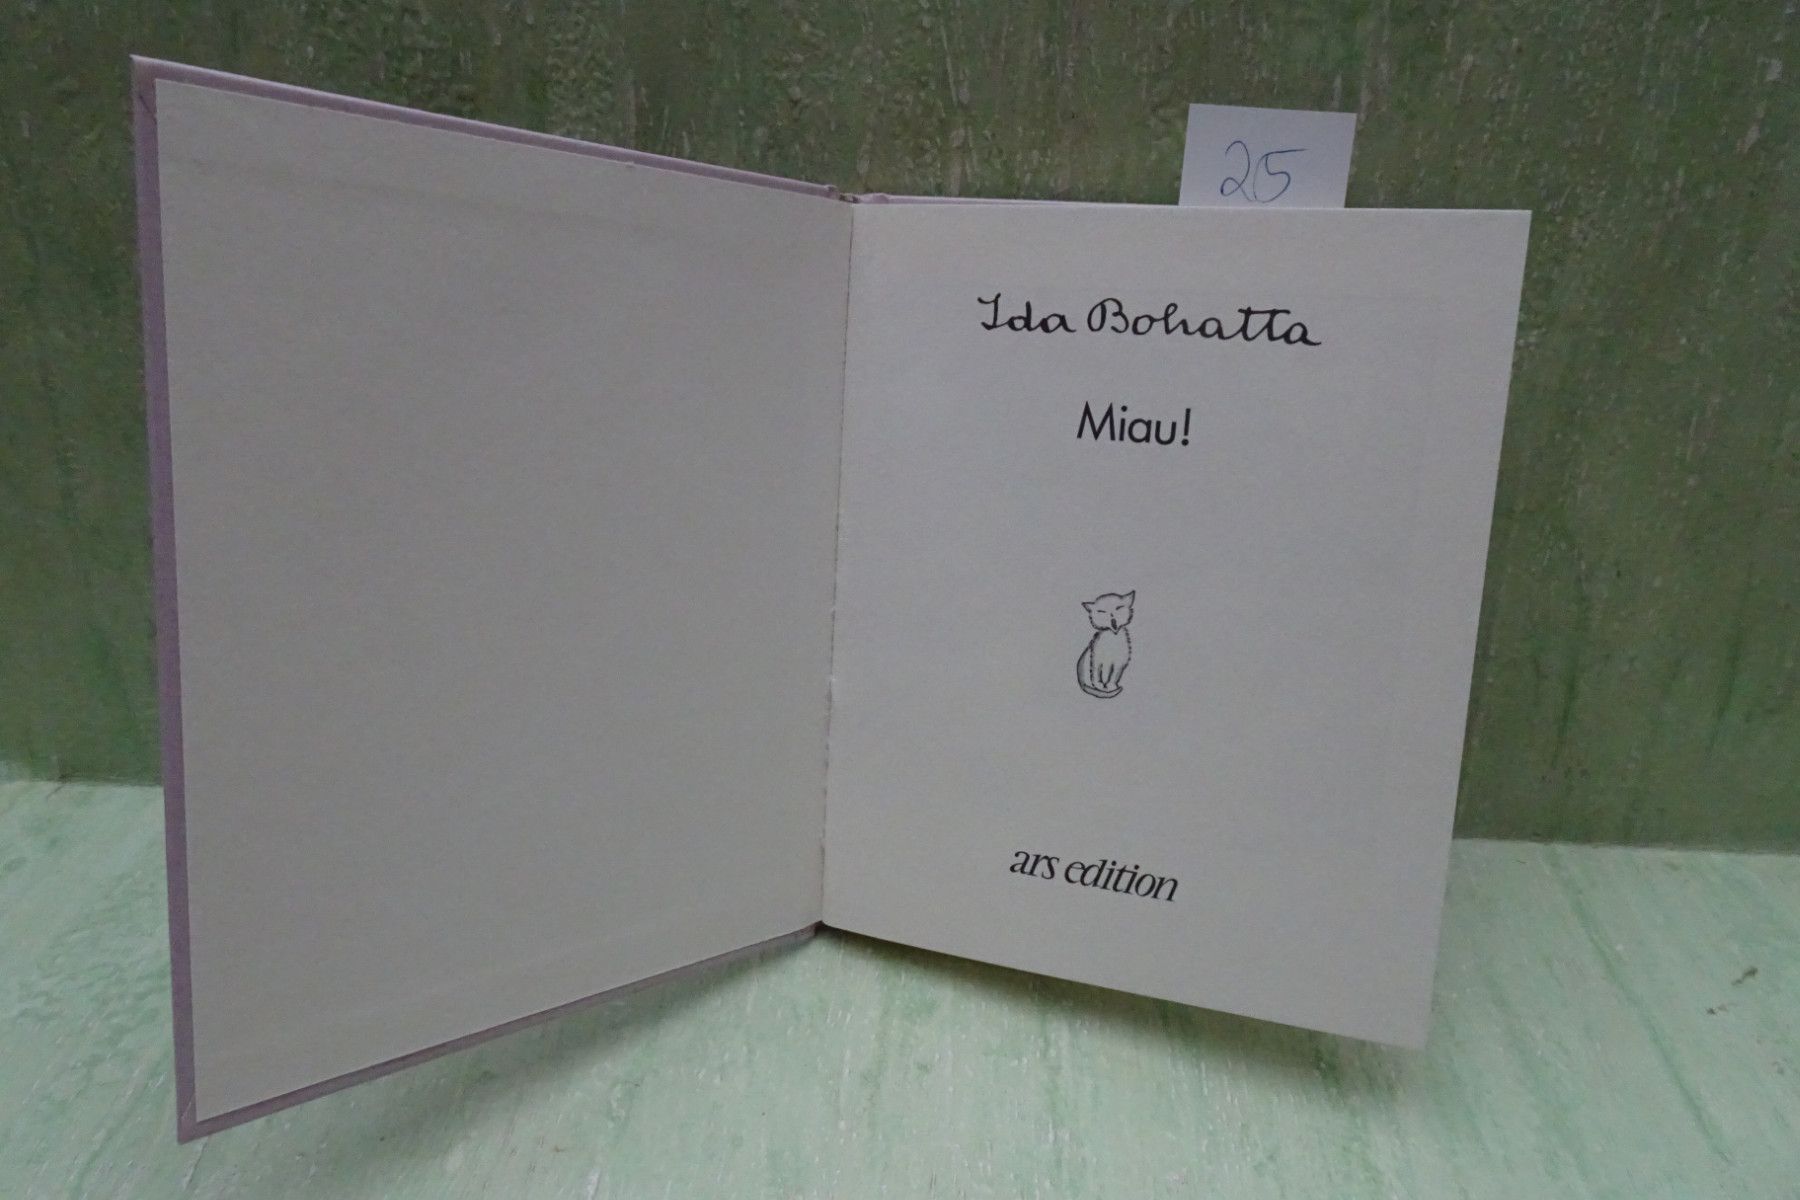 25
Ida Bohatta
Miau!
ars edition